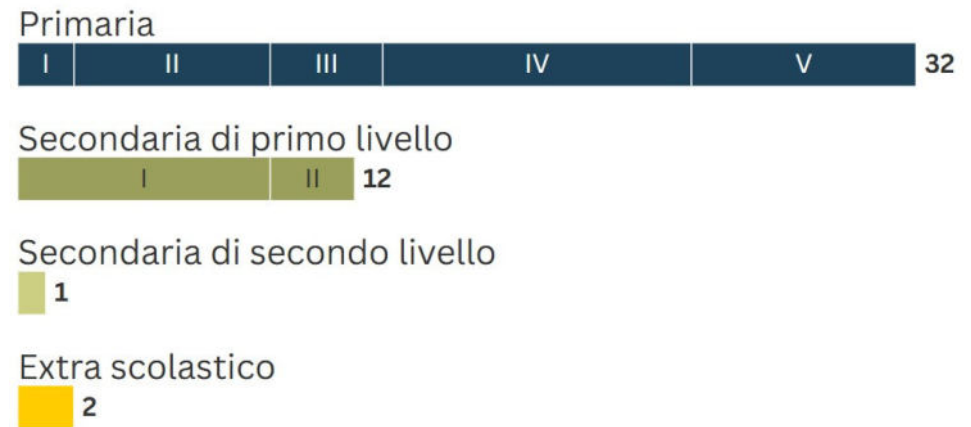 Primaria
I II III IV V 32
Secondaria di primo livello
I II 12
Secondaria di secondo livello
1
Extra scolastico
2